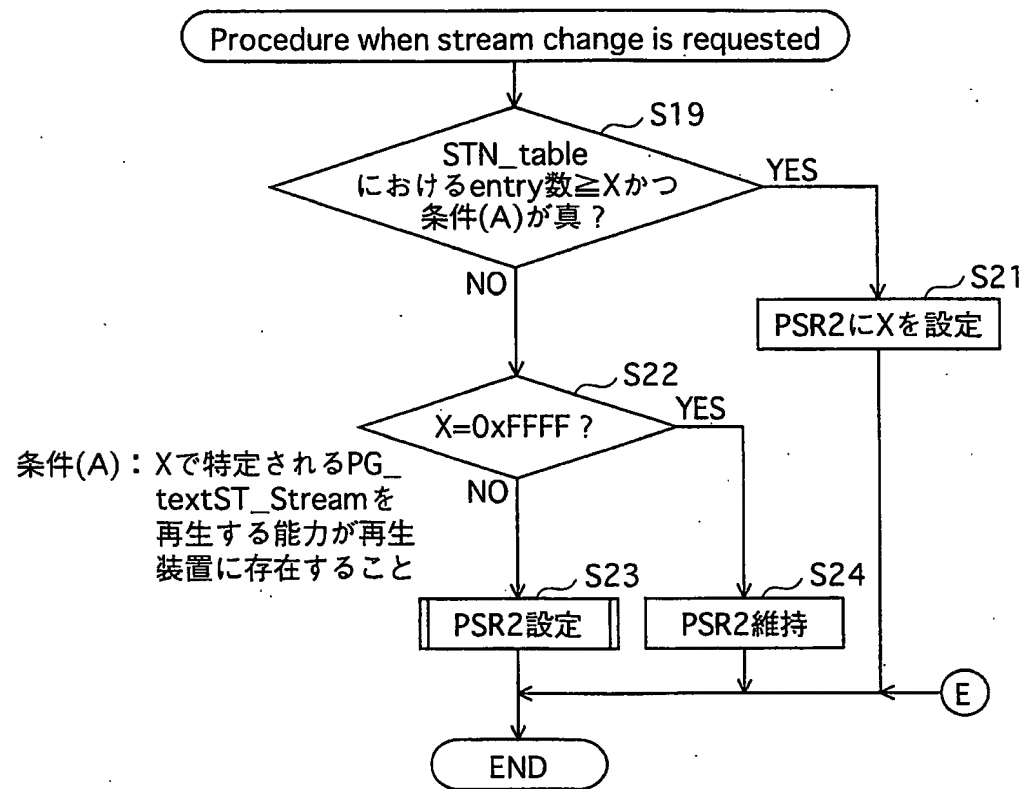 Procedure when stream change is requested
S19
STN_table
におけるentry数≧Xかつ
条件(A)が真？
YES
NO
S21
PSR2にXを設定
S22
X=0xFFFF？
YES
NO
条件(A)：Xで特定されるPG_
textST_Streamを
再生する能力が再生
装置に存在すること
S23
PSR2設定
S24
PSR2維持
E
END